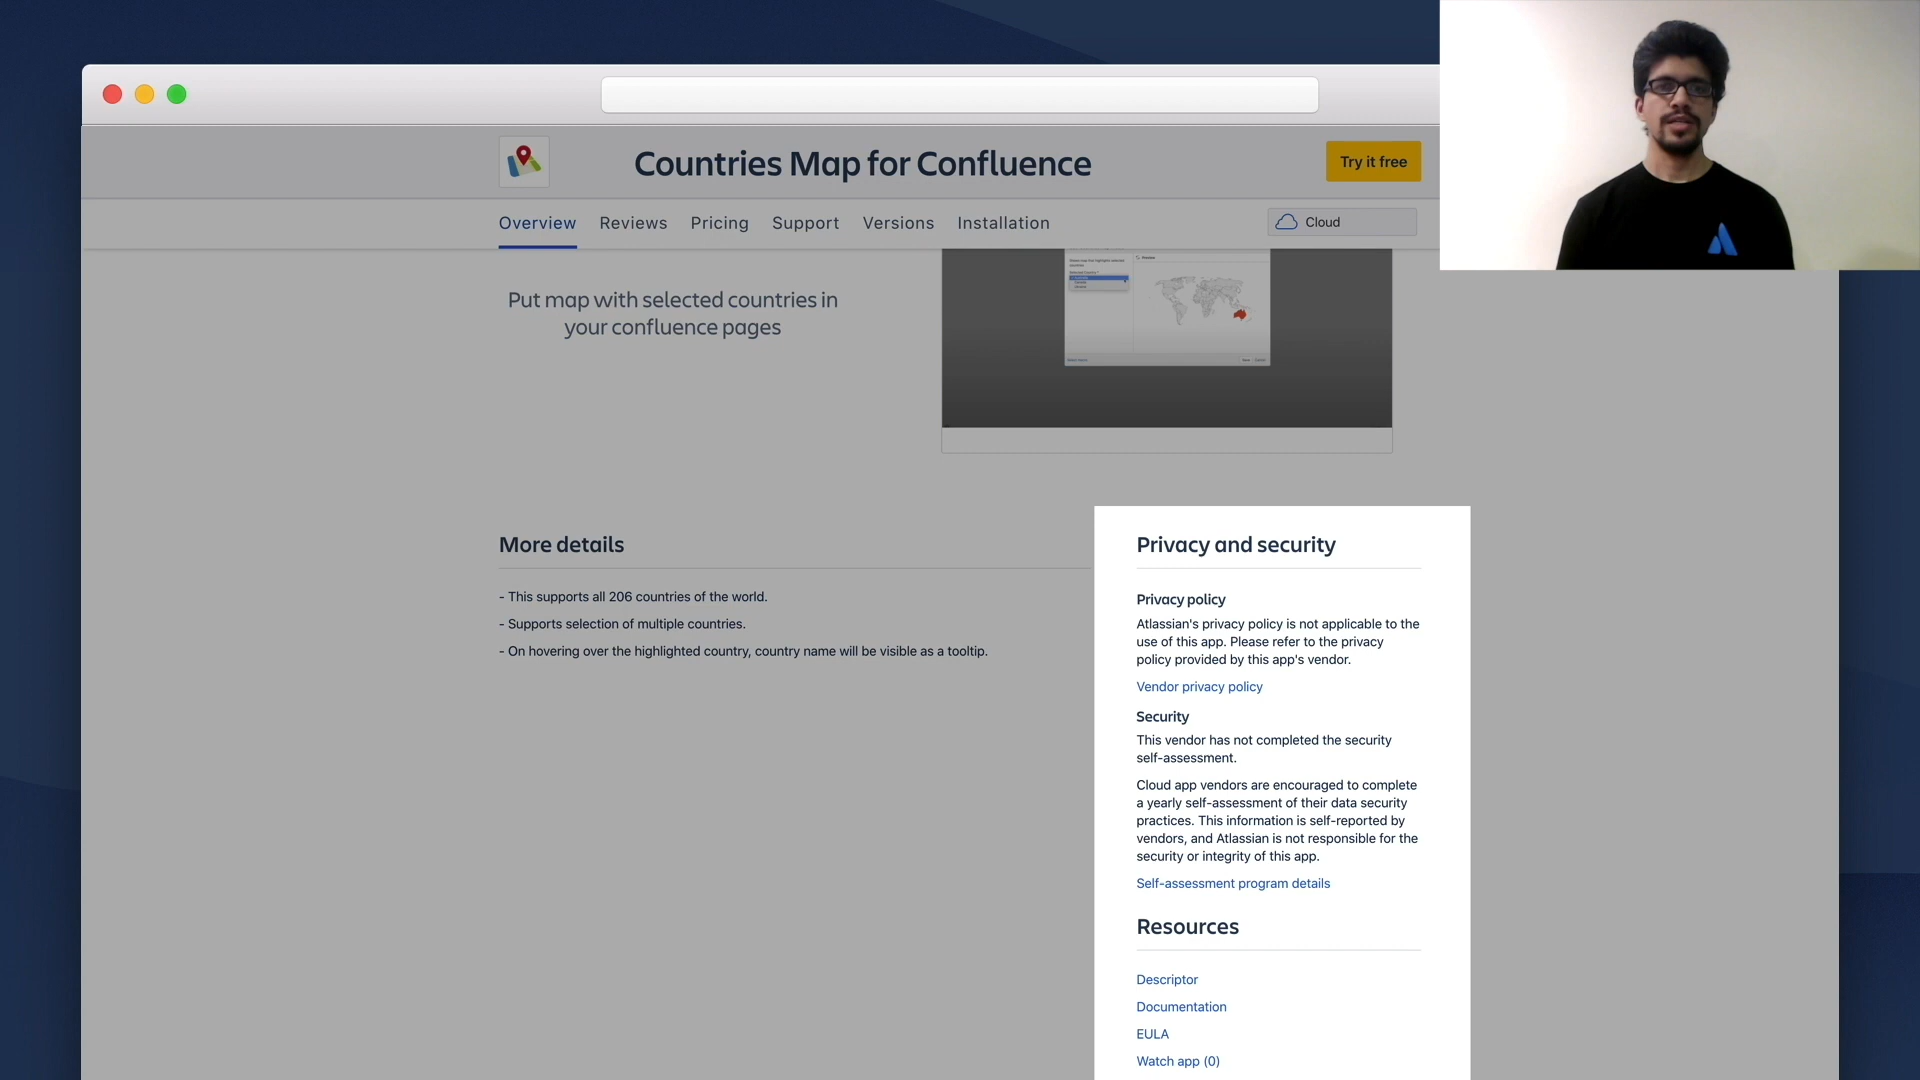 Countries Map for Confluence
Try it free
Overview Reviews Pricing Support Versions Installation
Cloud
Put map with selected countries in
your confluence pages
More details
- This supports all 206 countries of the world.
- Supports selection of multiple countries.
- On hovering over the highlighted country, country name will be visible as a tooltip.
Privacy and security
Privacy policy
Atlassian's privacy policy is not applicable to the
use of this app. Please refer to the privacy
policy provided by this app's vendor.
Vendor privacy policy
Security
This vendor has not completed the security
self-assessment.
Cloud app vendors are encouraged to complete
a yearly self-assessment of their data security
practices. This information is self-reported by
vendors, and Atlassian is not responsible for the
security or integrity of this app.
Self-assessment program details
Resources
Descriptor
Documentation
EULA
Watch app (0)